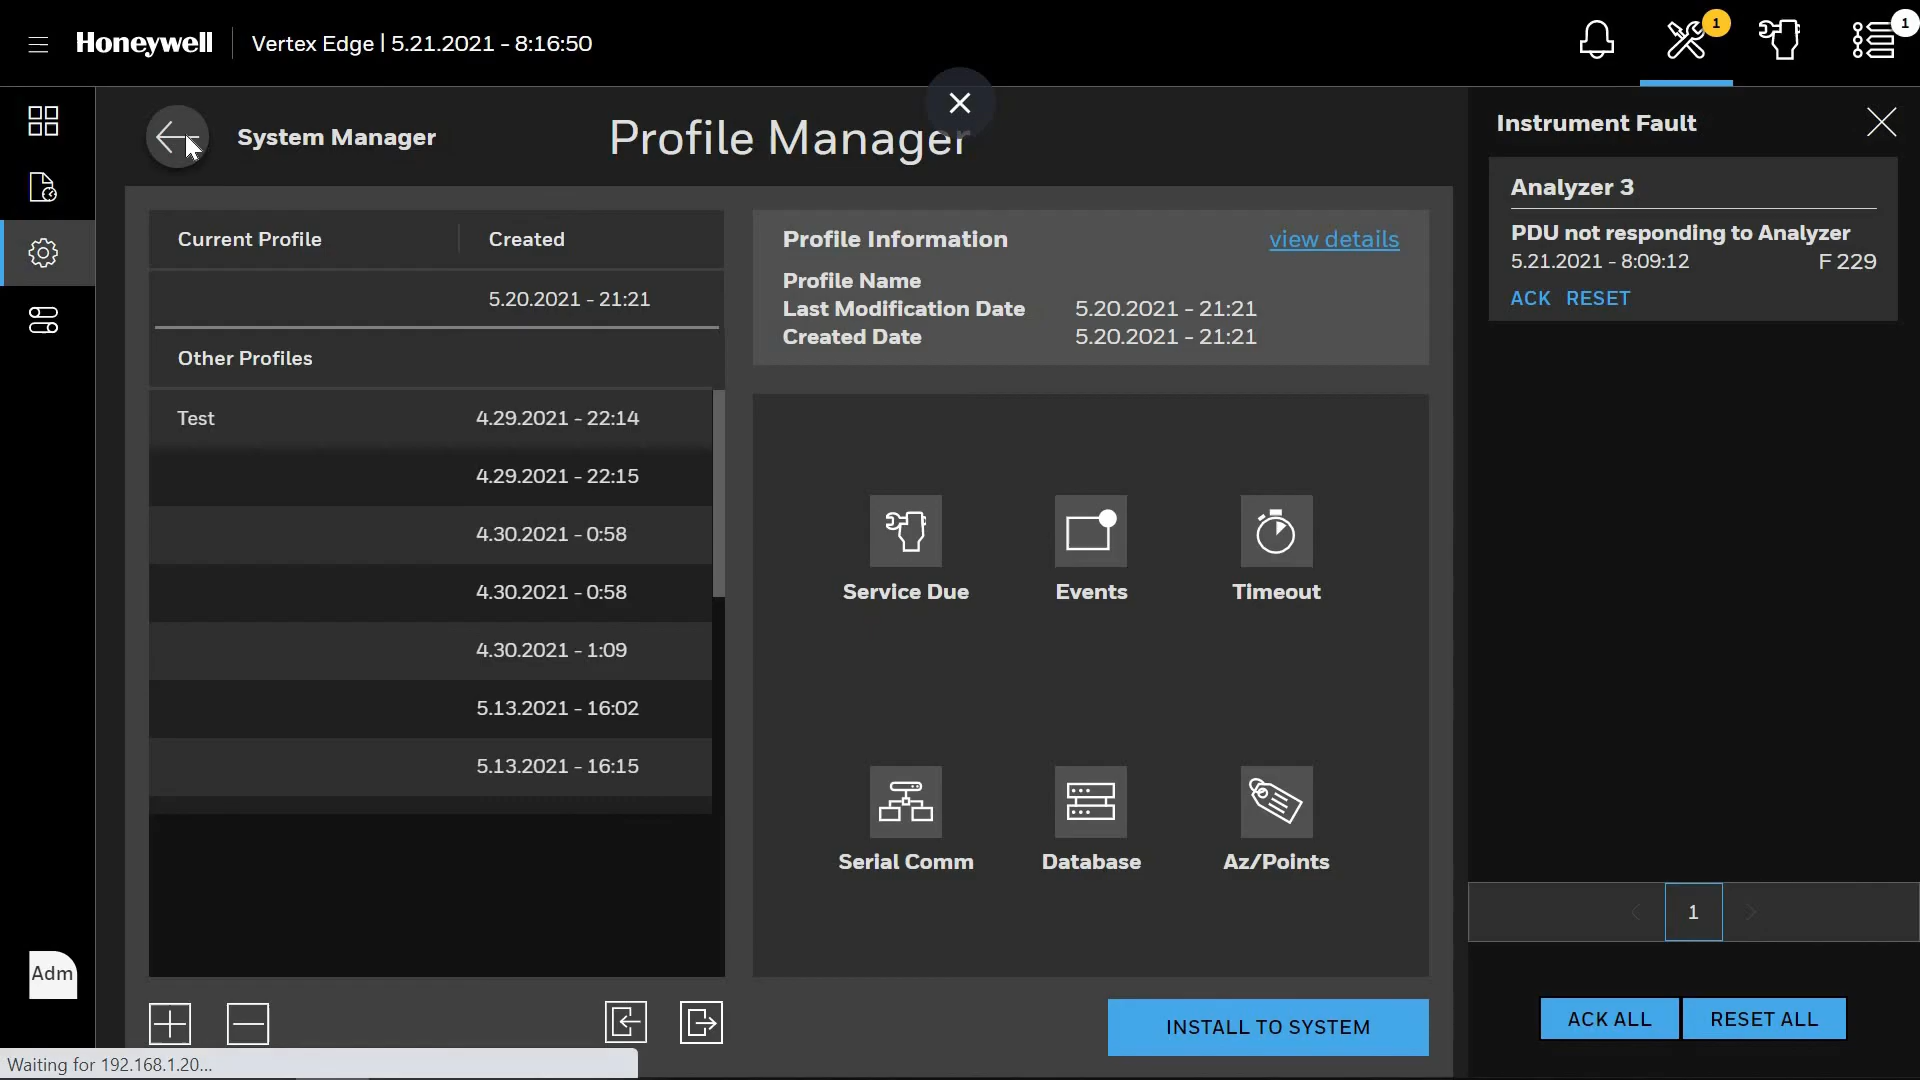 Honeywell
Vertex Edge | 5.21.2021 - 8:16:50
1
1
System Manager
Profile Manager
Current Profile
Created
5.20.2021 - 21:21
Other Profiles
Test
4.29.2021 - 22:14
4.29.2021 - 22:15
4.30.2021 - 0:58
4.30.2021 - 0:58
4.30.2021 - 1:09
5.13.2021 - 16:02
5.13.2021 - 16:15
Profile Information
view details
Profile Name
Last Modification Date 5.20.2021 - 21:21
Created Date 5.20.2021 - 21:21
Service Due
Events
Timeout
Serial Comm
Database
Az/Points
INSTALL TO SYSTEM
Instrument Fault
Analyzer 3
PDU not responding to Analyzer
5.21.2021 - 8:09:12 F 229
ACK RESET
1
ACK ALL
RESET ALL
Adm
Waiting for 192.168.1.20...